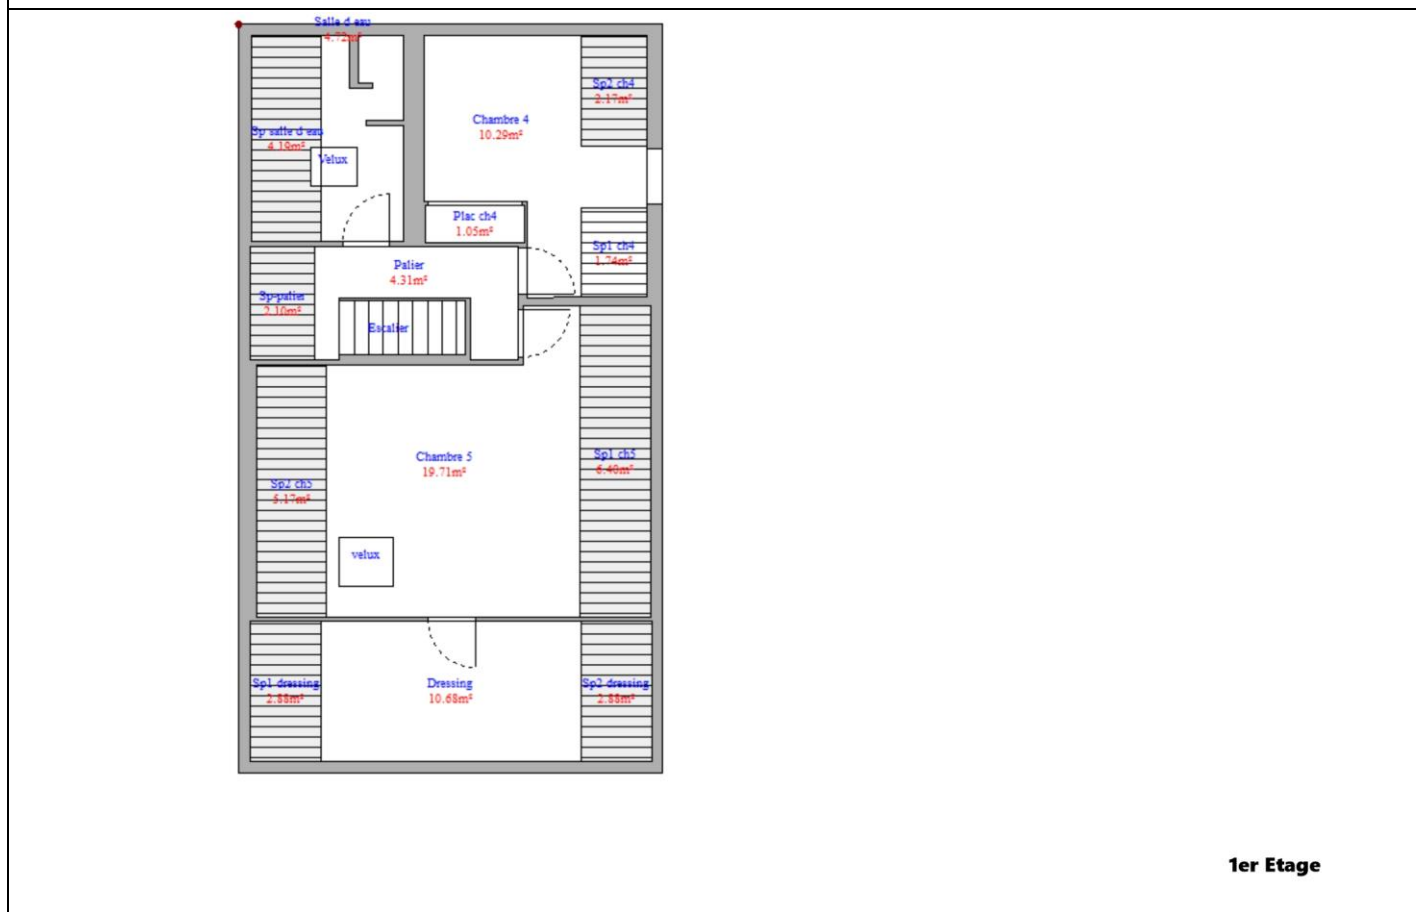 Salle d eau
4.72m²
Sp2 ch4
2.17m²
Chambre 4
10.29m²
Sp salle d eau
4.19m²
Velux
Plac ch4
1.05m²
Sp1 ch4
1.74m²
Palier
4.31m²
Sp-palier
2.10m²
Escalier
Chambre 5
19.71m²
Sp1 ch5
6.40m²
Sp2 ch5
5.17m²
velux
Sp1 dressing
2.88m²
Dressing
10.68m²
Sp2 dressing
2.88m²
1er Etage